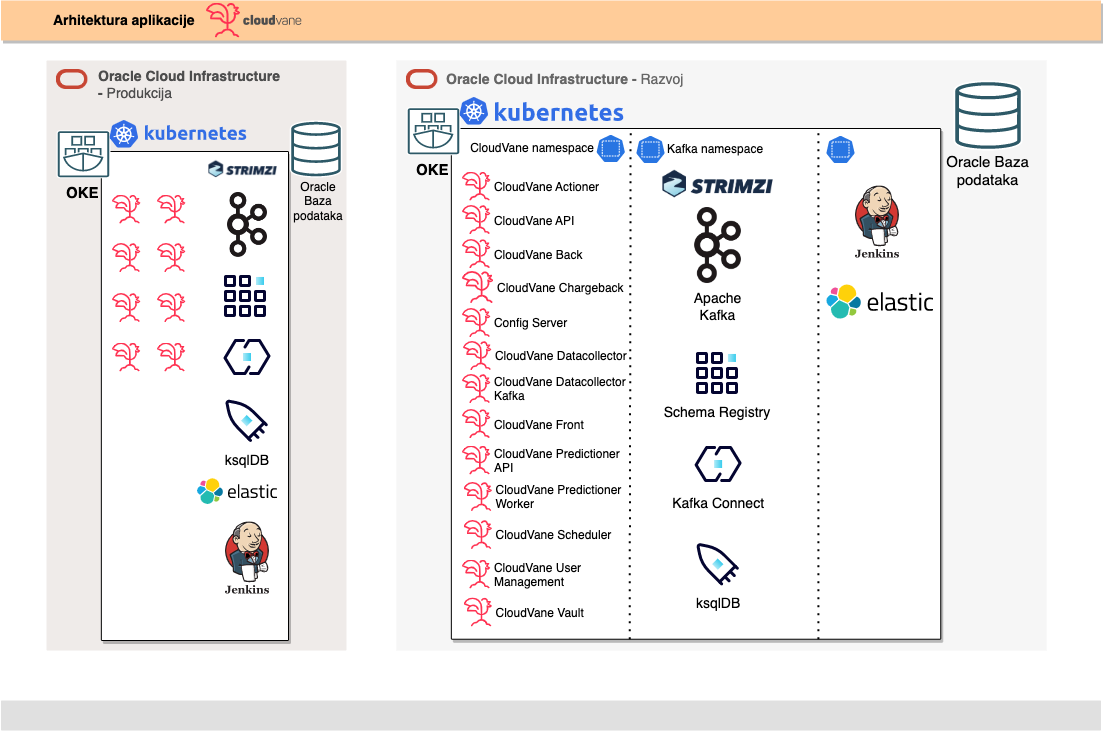 Arhitektura aplikacije
cloudvane
Oracle Cloud Infrastructure
- Produkcija
kubernetes
OKE
Oracle
Baza
podataka
STRIMZI
ksqlDB
elastic
Jenkins
Oracle Cloud Infrastructure - Razvoj
kubernetes
OKE
CloudVane namespace
CloudVane Actioner
CloudVane API
CloudVane Back
CloudVane Chargeback
Config Server
CloudVane Datacollector
CloudVane Datacollector
Kafka
CloudVane Front
CloudVane Predictioner
API
CloudVane Predictioner
Worker
CloudVane Scheduler
CloudVane User
Management
CloudVane Vault
Kafka namespace
STRIMZI
Apache
Kafka
Schema Registry
Kafka Connect
ksqlDB
Jenkins
elastic
Oracle Baza
podataka